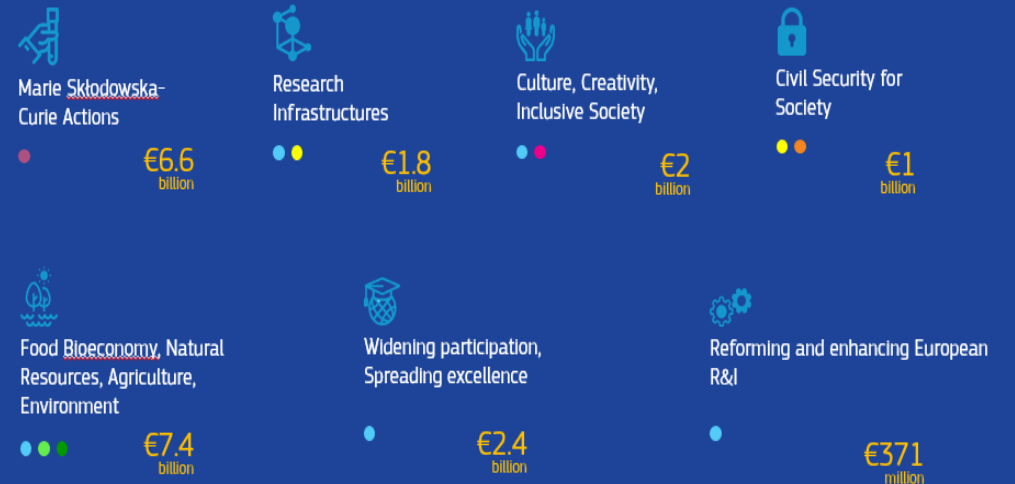 Marie Skłodowska-
Curie Actions
€6.6
billion
Research
Infrastructures
€1.8
billion
Culture, Creativity,
Inclusive Society
€2
billion
Civil Security for
Society
€1
billion
Food Bioeconomy, Natural
Resources, Agriculture,
Environment
€7.4
billion
Widening participation,
Spreading excellence
€2.4
billion
Reforming and enhancing European
R&I
€371
million